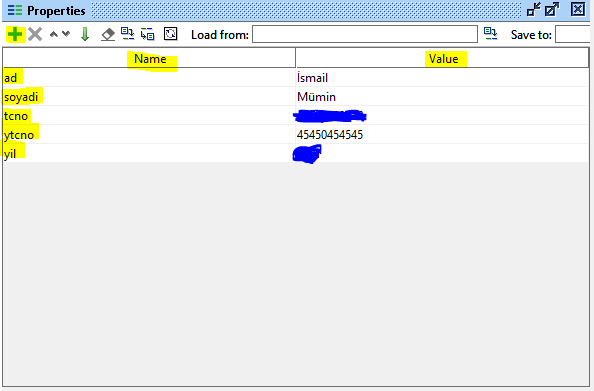 Properties
Load from: Save to:
Name Value
ad İsmail
soyadi Mümin
tcno
ytcno 45450454545
yil